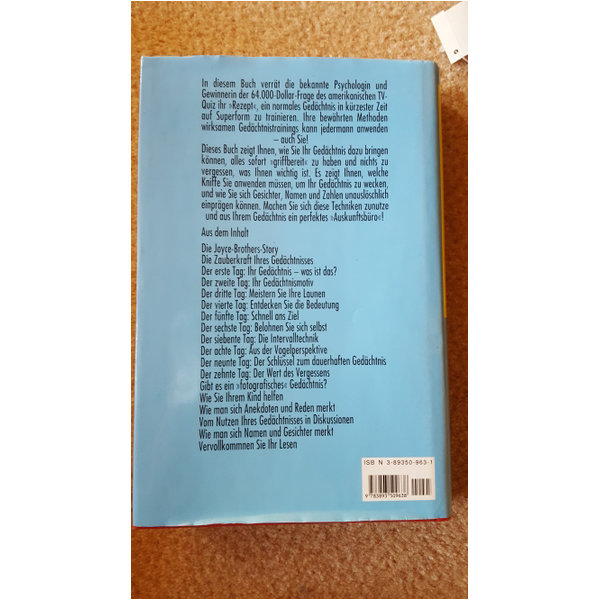 In diesem Buch verrät die bekannte Psychologin und
Gewinnerin der 64.000-Dollar-Frage des amerikanischen TV-
Quiz ihr »Rezept«, ein normales Gedächtnis in kürzester Zeit
auf Superform zu trainieren. Ihre bewährten Methoden
wirksamen Gedächtnistrainings kann jedermann anwenden
– auch Sie!
Dieses Buch zeigt Ihnen, wie Sie Ihr Gedächtnis dazu bringen
können, alles sofort »griffbereit« zu haben und nichts zu
vergessen, was Ihnen wichtig ist. Es zeigt Ihnen, welche
Kniffe Sie anwenden müssen, um Ihr Gedächtnis zu wecken,
und wie Sie sich Gesichter, Namen und Zahlen unauslöschlich
einprägen können. Machen Sie sich diese Techniken zunutze
und aus Ihrem Gedächtnis ein perfektes »Auskunftsbüro«!
Aus dem Inhalt
Die Joyce-Brothers-Story
Die Zauberkraft Ihres Gedächtnisses
Der erste Tag: Ihr Gedächtnis – was ist das?
Der zweite Tag: Ihr Gedächtnismotiv
Der dritte Tag: Meistern Sie Ihre Launen
Der vierte Tag: Entdecken Sie die Bedeutung
Der fünfte Tag: Schnell ans Ziel
Der sechste Tag: Belohnen Sie sich selbst
Der siebente Tag: Die Intervalltechnik
Der achte Tag: Aus der Vogelperspektive
Der neunte Tag: Der Schlüssel zum dauerhaften Gedächtnis
Der zehnte Tag: Der Wert des Vergessens
Gibt es ein »fotografisches« Gedächtnis?
Wie Sie Ihrem Kind helfen
Wie man sich Anekdoten und Reden merkt
Vom Nutzen Ihres Gedächtnisses in Diskussionen
Wie man sich Namen und Gesichter merkt
Vervollkommnen Sie Ihr Lesen
ISBN 3-89350-963-1
9 783893 509638